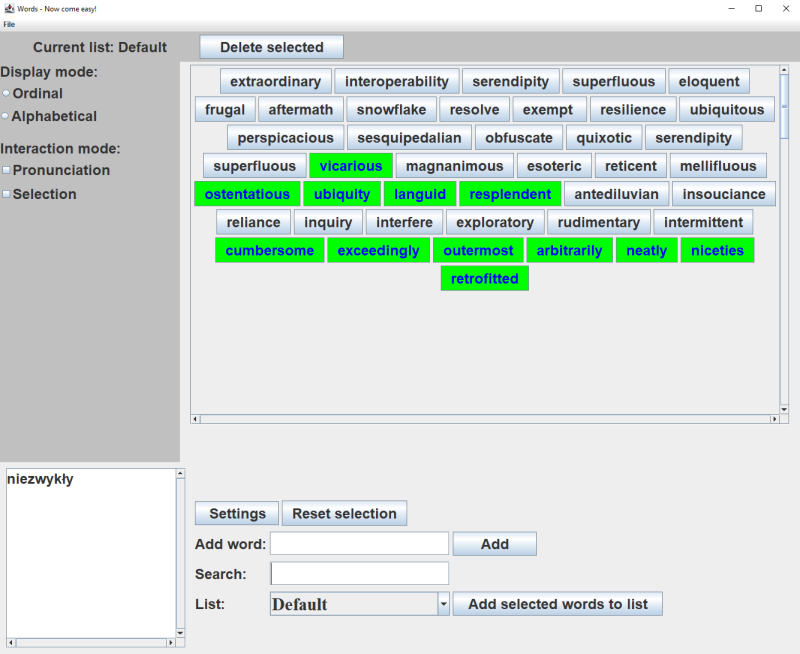 Words - Now come easy!
File
Current list: Default
Delete selected
Display mode:
Ordinal
Alphabetical
Interaction mode:
Pronunciation
Selection
extraordinary interoperability serendipity superfluous eloquent
frugal aftermath snowflake resolve exempt resilience ubiquitous
perspicacious sesquipedalian obfuscate quixotic serendipity
superfluous vicarious magnanimous esoteric reticent mellifluous
ostentatious ubiquity languid resplendent antediluvian insouciance
reliance inquiry interfere exploratory rudimentary intermittent
cumbersome exceedingly outermost arbitrarily neatly niceties
retrofitted
niezwykły
Settings Reset selection
Add word: Add
Search:
List: Default Add selected words to list